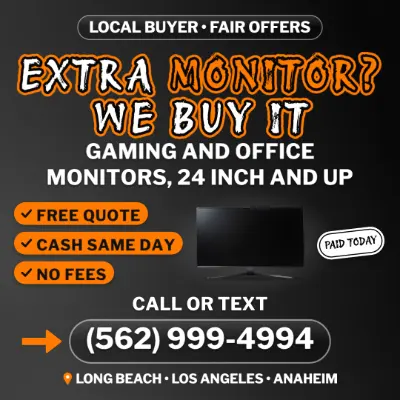 LOCAL BUYER • FAIR OFFERS
EXTRA MONITOR?
WE BUY IT
GAMING AND OFFICE
MONITORS, 24 INCH AND UP
FREE QUOTE
CASH SAME DAY
NO FEES
PAID TODAY
CALL OR TEXT
(562) 999-4994
LONG BEACH • LOS ANGELES • ANAHEIM